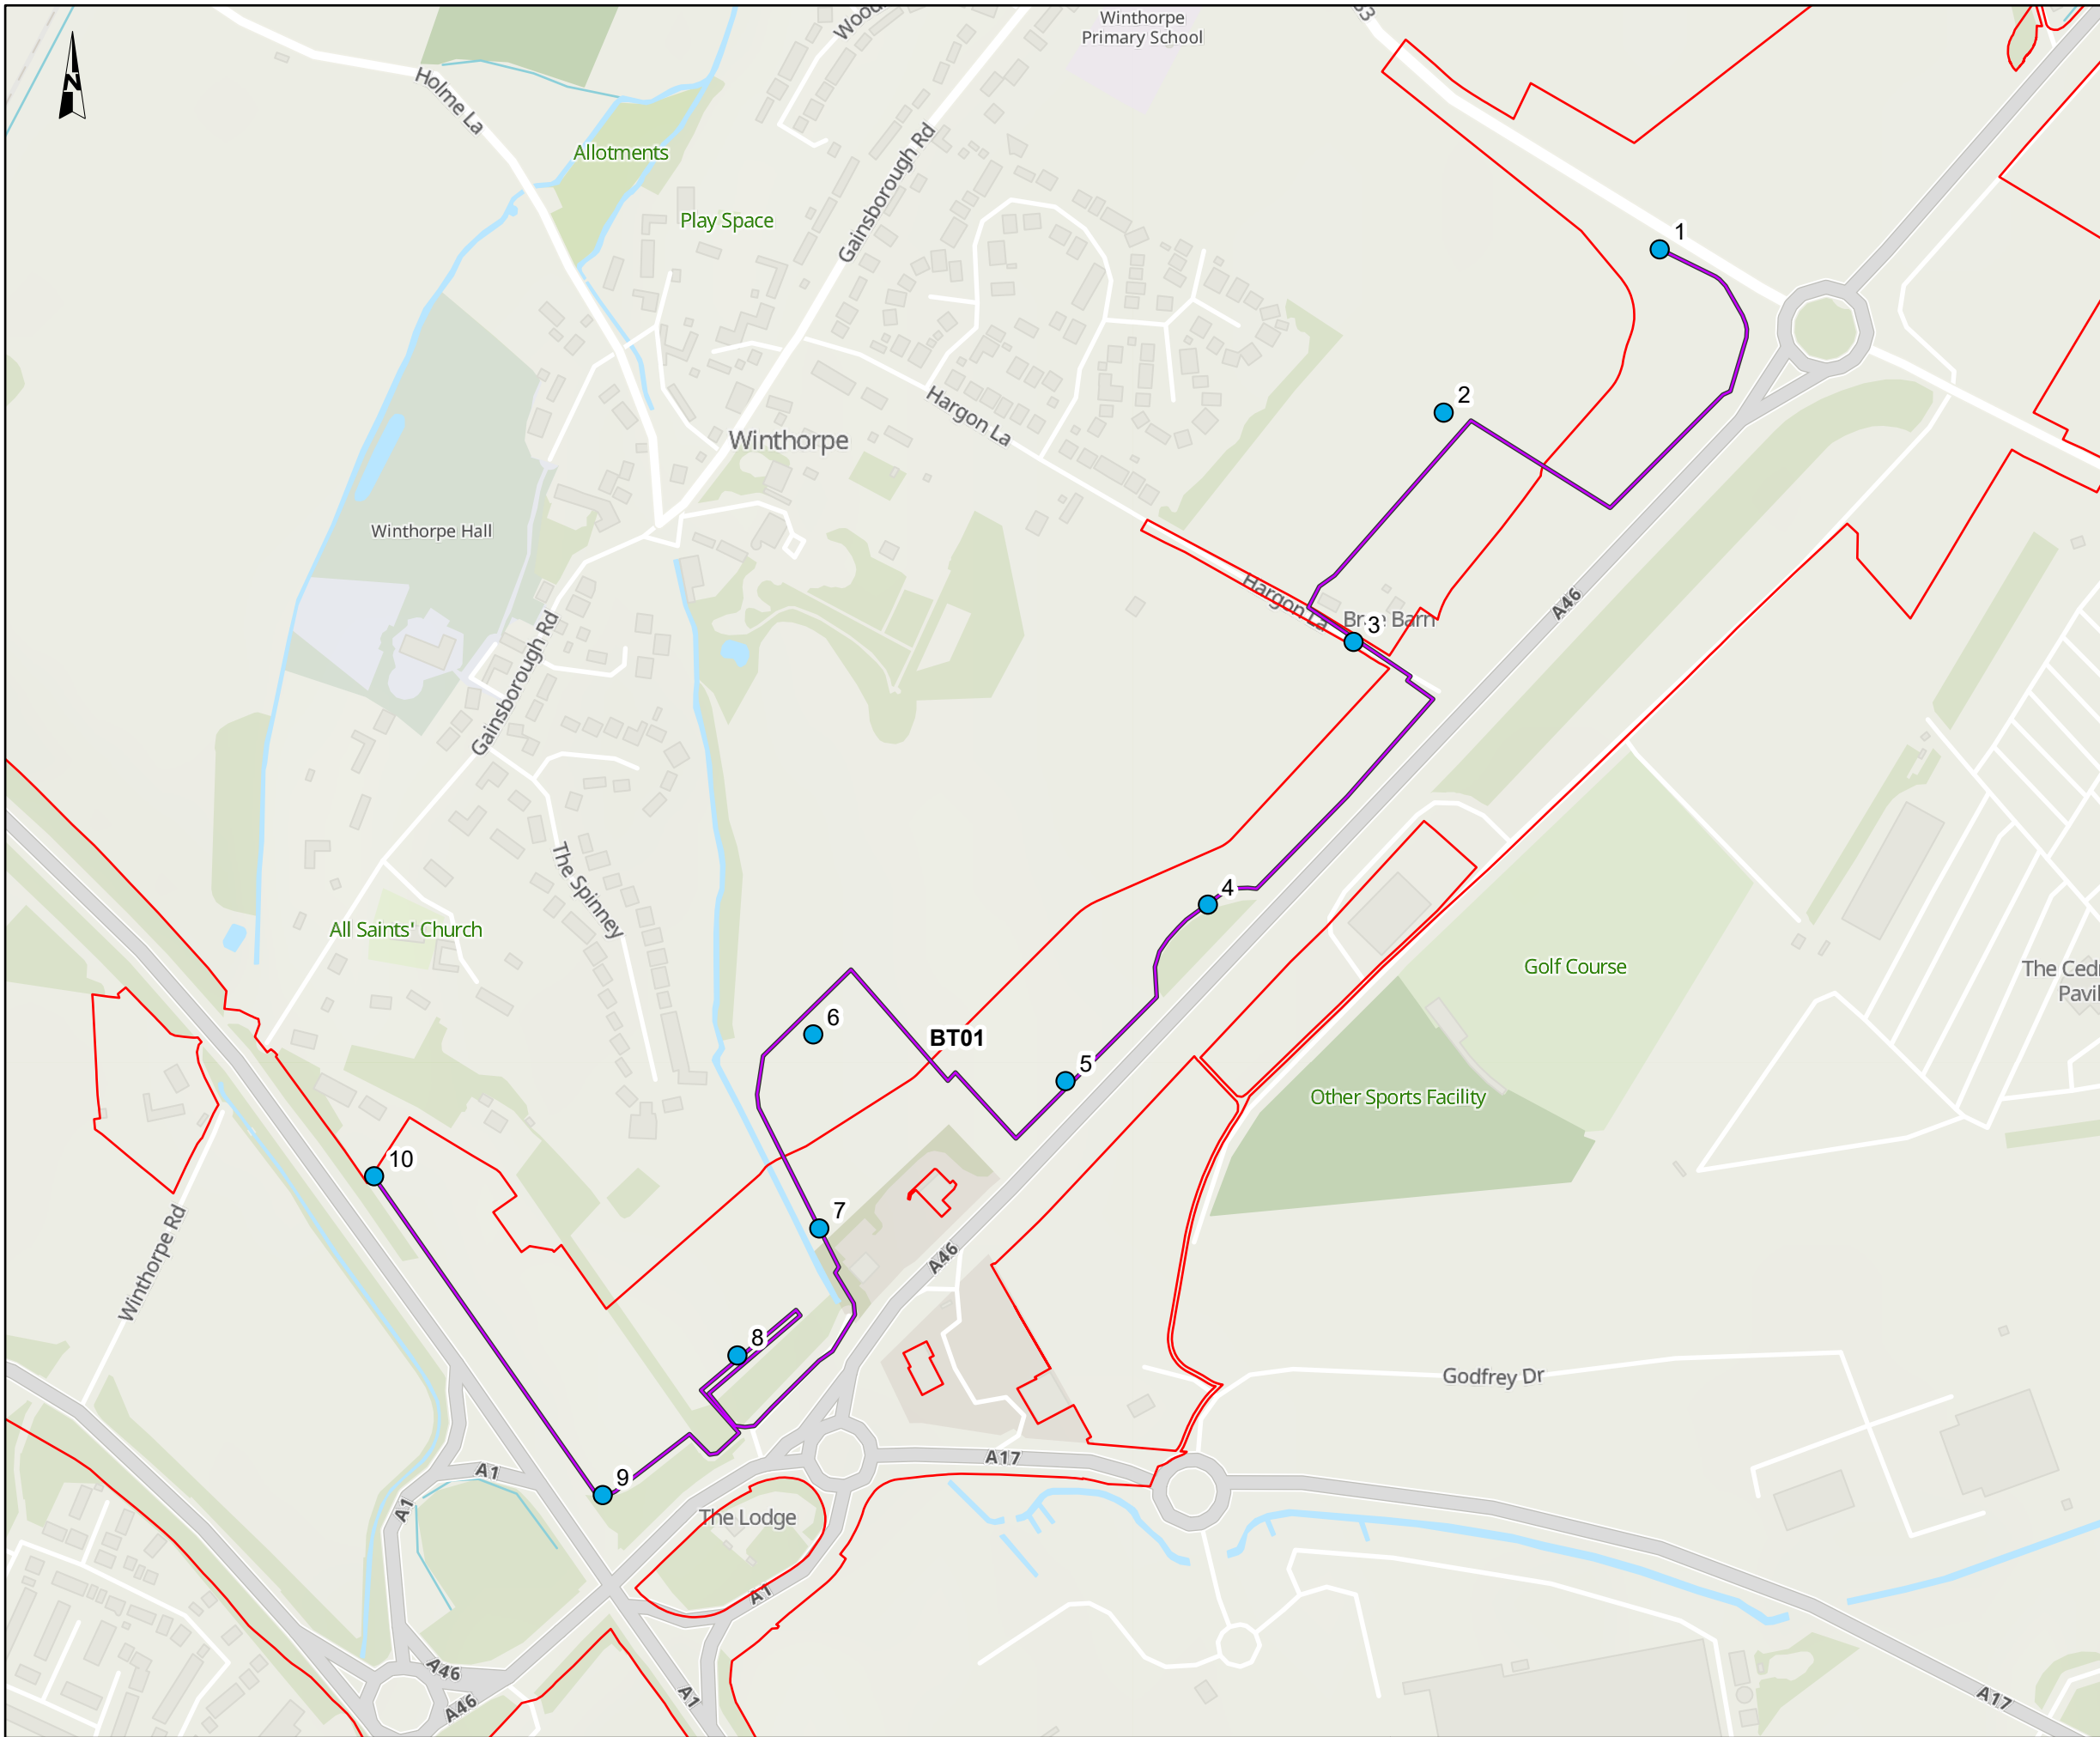 Winthorpe
Primary School
Holme La
Allotments
Play Space
Gainsborough Rd
1
2
Hargon La
Winthorpe
Winthorpe Hall
Hargon La
3
A46
Gainsborough Rd
The Spinney
4
All Saints' Church
Golf Course
6
BT01
5
Other Sports Facility
10
7
Winthorpe Rd
A46
8
Godfrey Dr
9
A1
A17
A1
The Lodge
A1
A46
A46
A1
A17
N